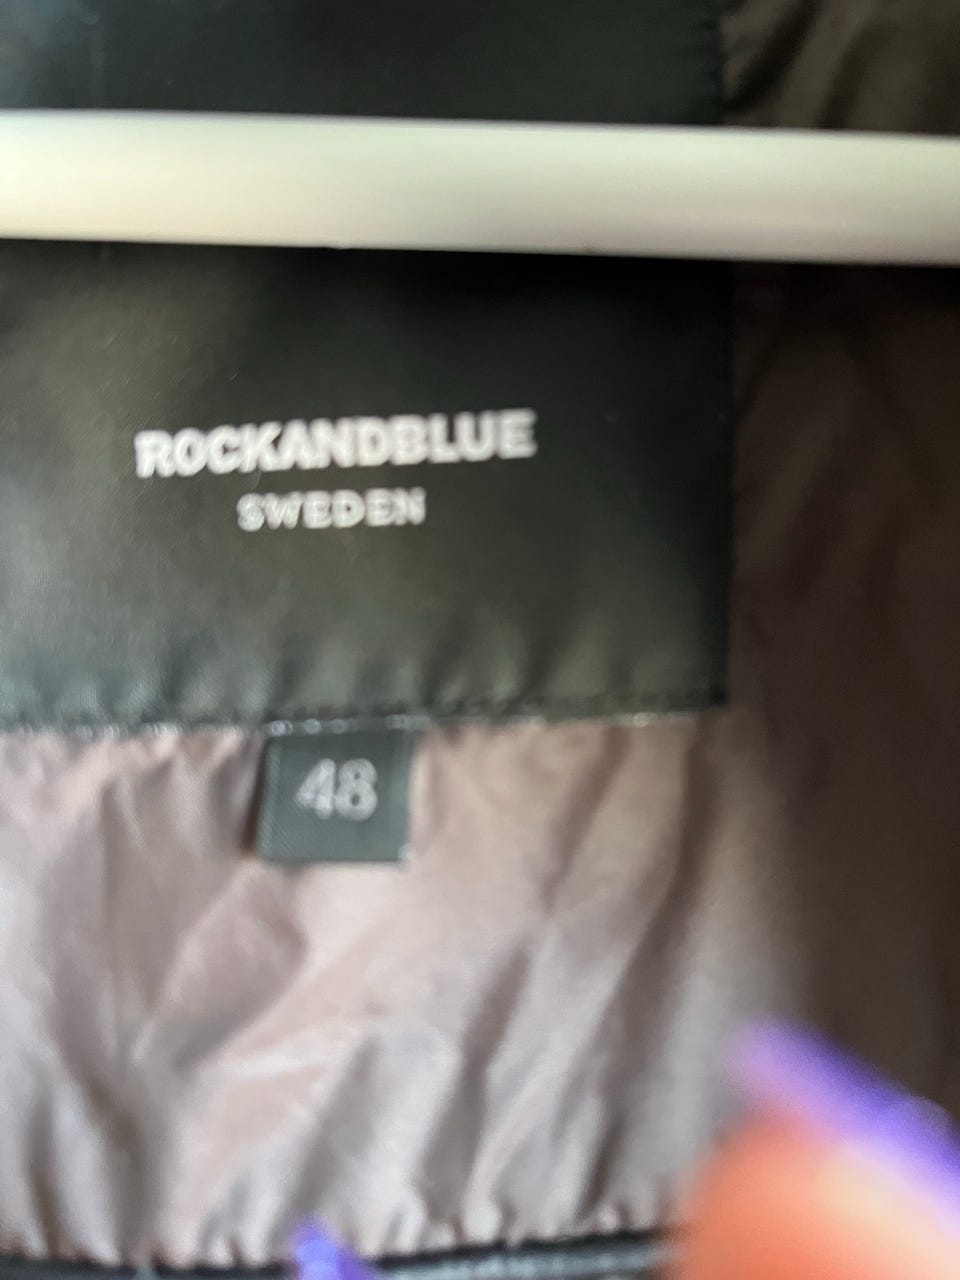 ROCKANDBLUE
SWEDEN
48